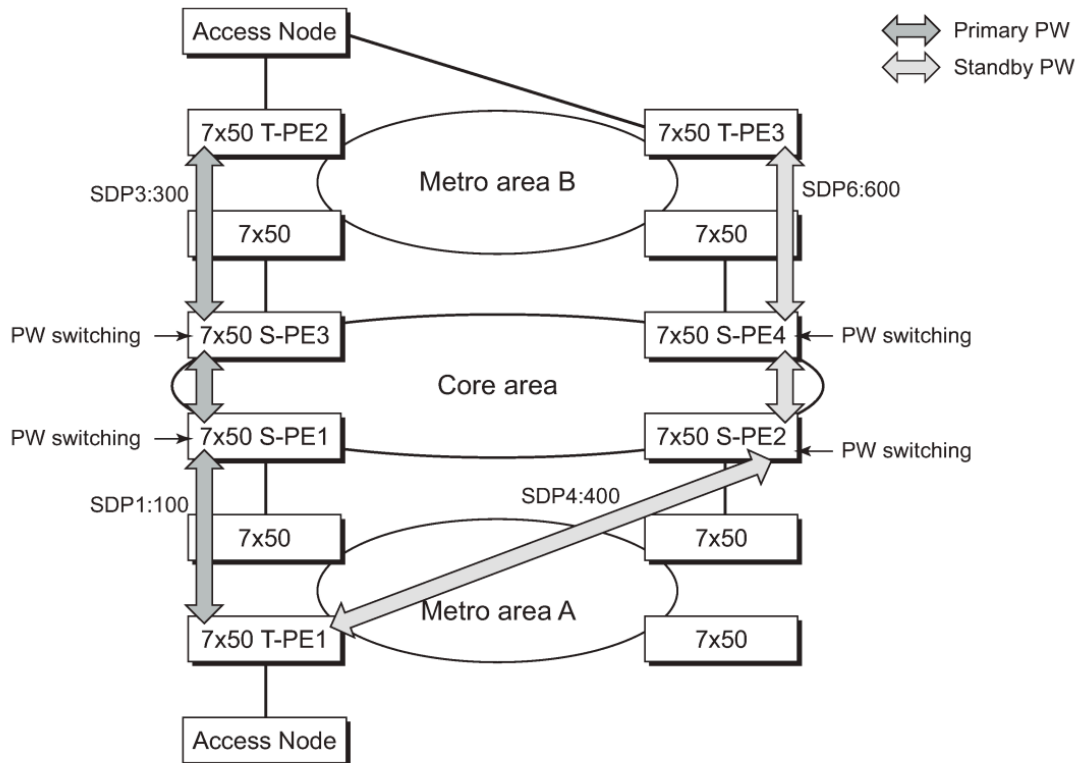 Access Node
Primary PW
Standby PW
7x50 T-PE2
7x50 T-PE3
Metro area B
SDP3:300
SDP6:600
7x50
7x50
PW switching
7x50 S-PE3
7x50 S-PE4
PW switching
Core area
PW switching
7x50 S-PE1
7x50 S-PE2
PW switching
SDP4:400
SDP1:100
7x50
7x50
Metro area A
7x50 T-PE1
7x50
Access Node